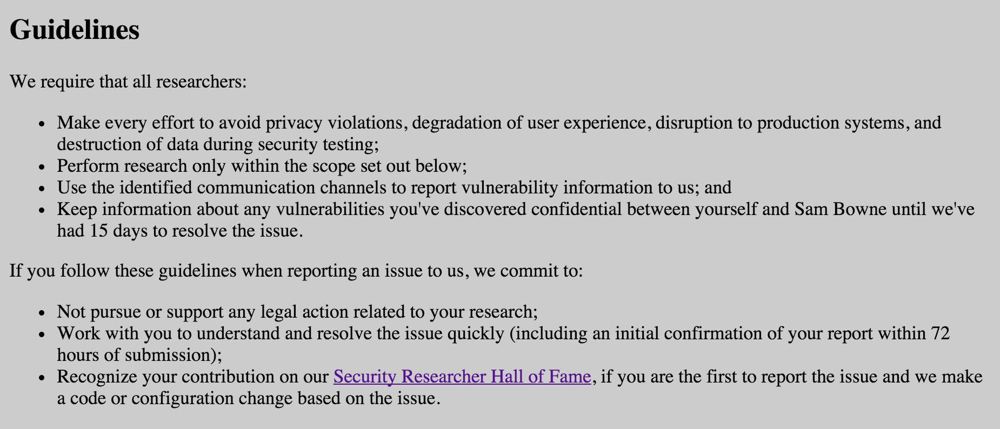 Guidelines
We require that all researchers:
Make every effort to avoid privacy violations, degradation of user experience, disruption to production systems, and
destruction of data during security testing;
Perform research only within the scope set out below;
Use the identified communication channels to report vulnerability information to us; and
Keep information about any vulnerabilities you've discovered confidential between yourself and Sam Bowne until we've
had 15 days to resolve the issue.
If you follow these guidelines when reporting an issue to us, we commit to:
Not pursue or support any legal action related to your research;
Work with you to understand and resolve the issue quickly (including an initial confirmation of your report within 72
hours of submission);
Recognize your contribution on our Security Researcher Hall of Fame, if you are the first to report the issue and we make
a code or configuration change based on the issue.